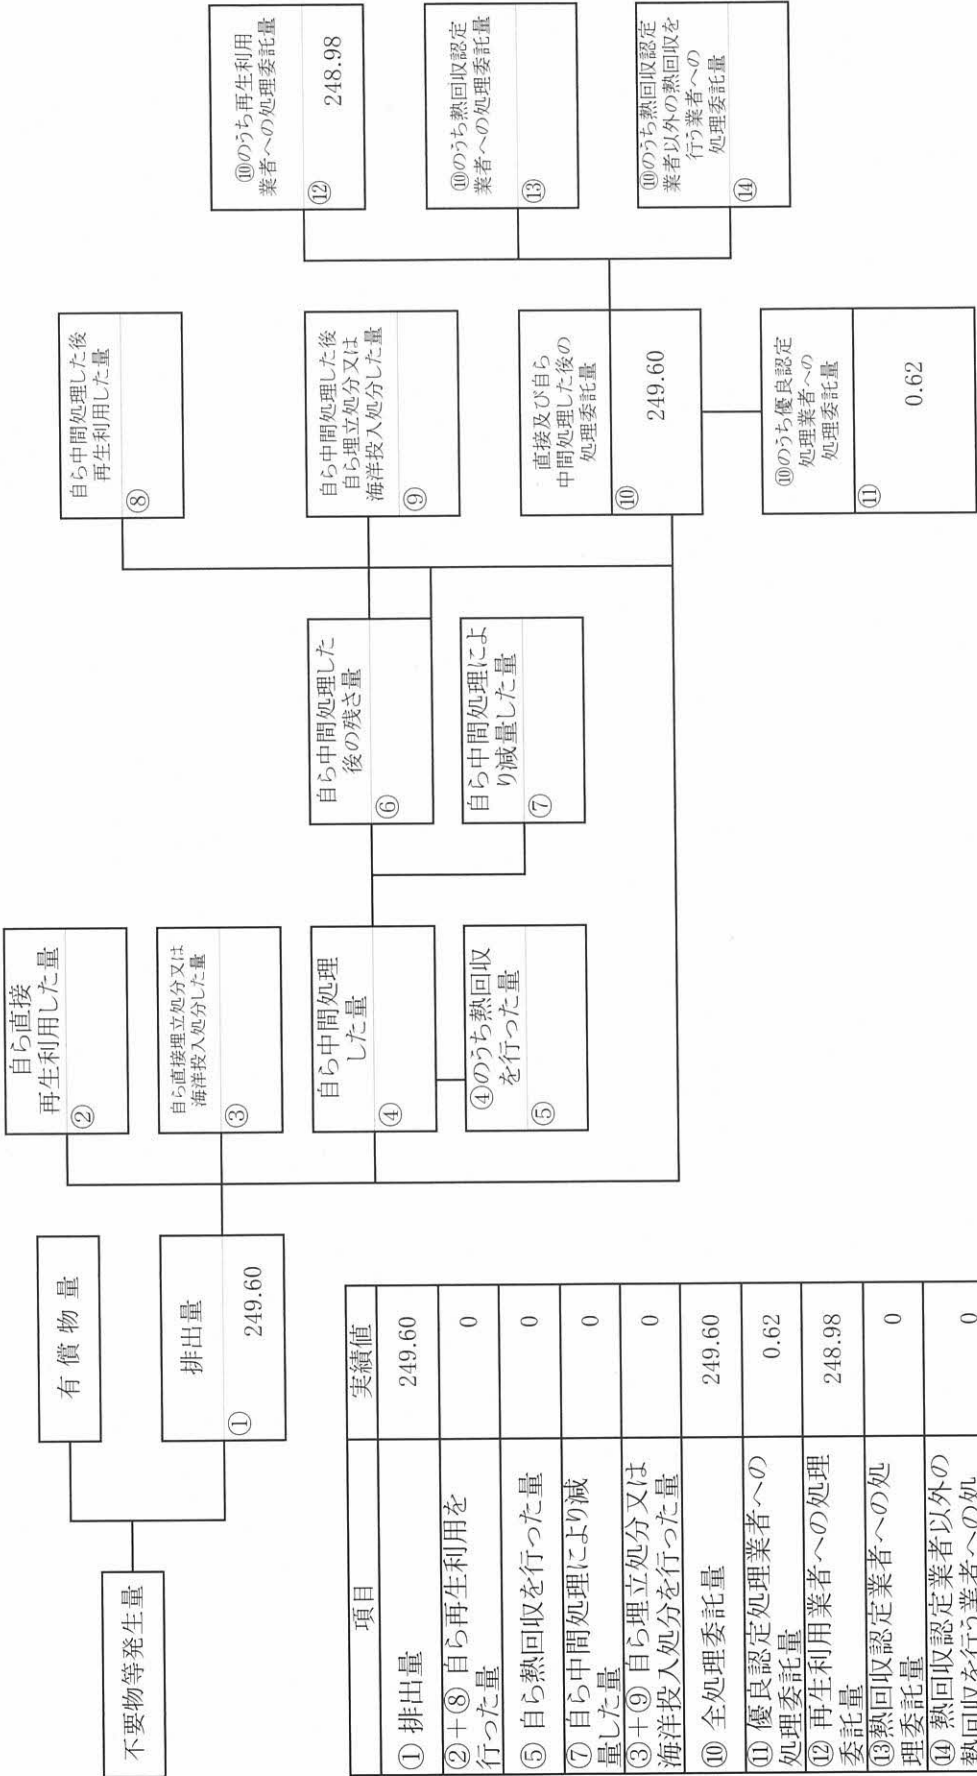 不要物等発生量
有償物量
排出量
①
249.60
自ら直接
再生利用した量
②
自ら直接埋立処分又は
海洋投入処分した量
③
自ら中間処理
した量
④
④のうち熱回収
を行った量
⑤
自ら中間処理した
後の残さ量
⑥
自ら中間処理によ
り減量した量
⑦
自ら中間処理した後
再生利用した量
⑧
自ら中間処理した後
自ら埋立処分又は
海洋投入処分した量
⑨
直接及び自ら
中間処理した後の
処理委託量
⑩
249.60
⑩のうち優良認定
処理業者への
処理委託量
⑪
0.62
⑩のうち再生利用
業者への処理委託量
⑫
248.98
⑩のうち熱回収認定
業者への処理委託量
⑬
⑩のうち熱回収認定
業者以外の熱回収を
行う業者への
処理委託量
⑭
項目 実績値
① 排出量 249.60
②+⑧ 自ら再生利用を
行った量 0
⑤ 自ら熱回収を行った量 0
⑦ 自ら中間処理により減
量した量 0
③+⑨ 自ら埋立処分又は
海洋投入処分を行った量 0
⑩ 全処理委託量 249.60
⑪ 優良認定処理業者への
処理委託量 0.62
⑫ 再生利用業者への処理
委託量 248.98
⑬熱回収認定業者への処
理委託量 0
⑭ 熱回収認定業者以外の
熱回収を行う業者への処 0